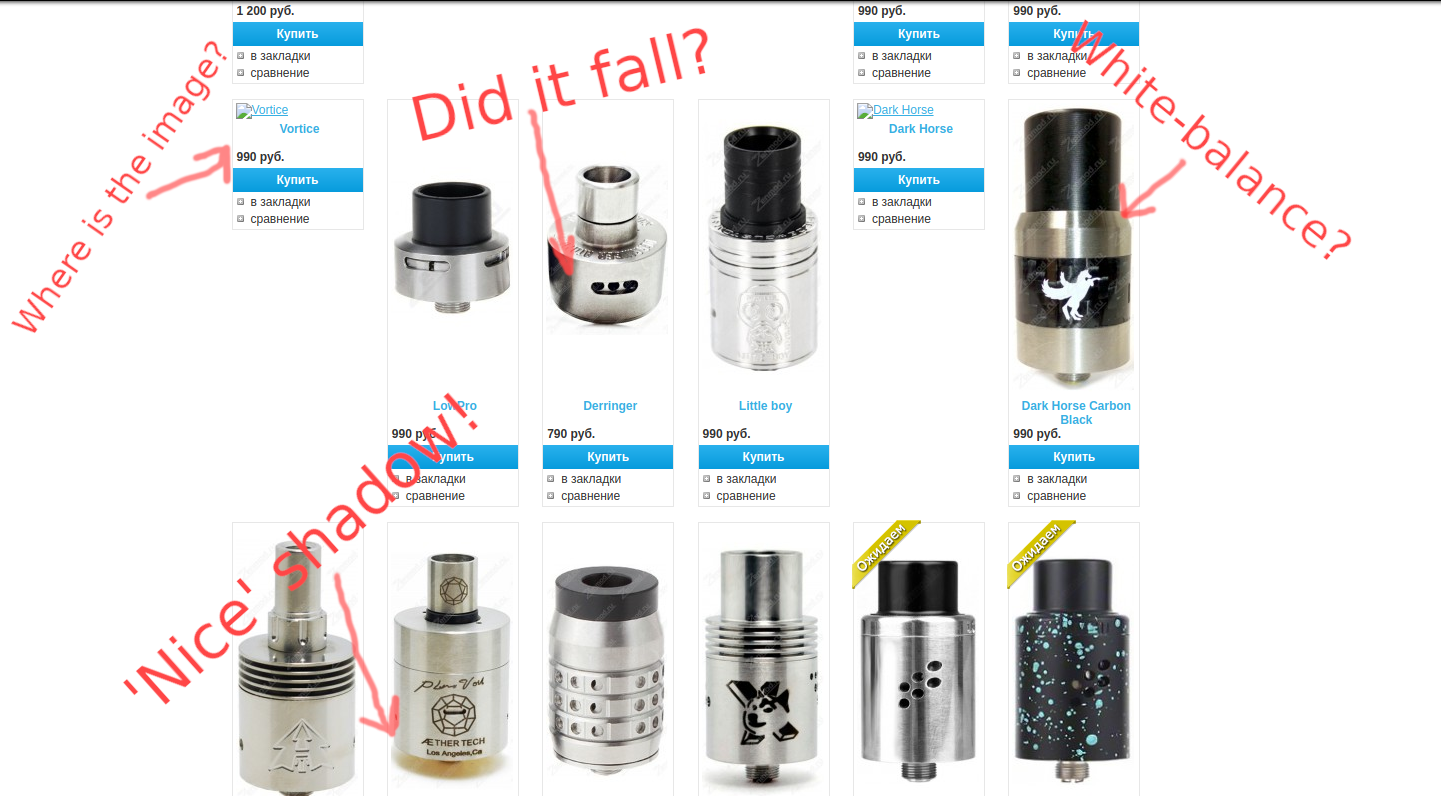 1 200 руб.
Купить
в закладки
сравнение
990 руб.
Купить
в закладки
сравнение
990 руб.
Купить
в закладки
сравнение
Where is the image?
Did it fall?
White-balance?
'Nice' shadow!
Vortice
Vortice
990 руб.
Купить
в закладки
сравнение
LowPro
990 руб.
Купить
в закладки
сравнение
Derringer
790 руб.
Купить
в закладки
сравнение
Little boy
990 руб.
Купить
в закладки
сравнение
Dark Horse
Dark Horse
990 руб.
Купить
в закладки
сравнение
Dark Horse Carbon
Black
990 руб.
Купить
в закладки
сравнение
ÆTHER TECH
Los Angeles,Ca
Ожидаем
Ожидаем